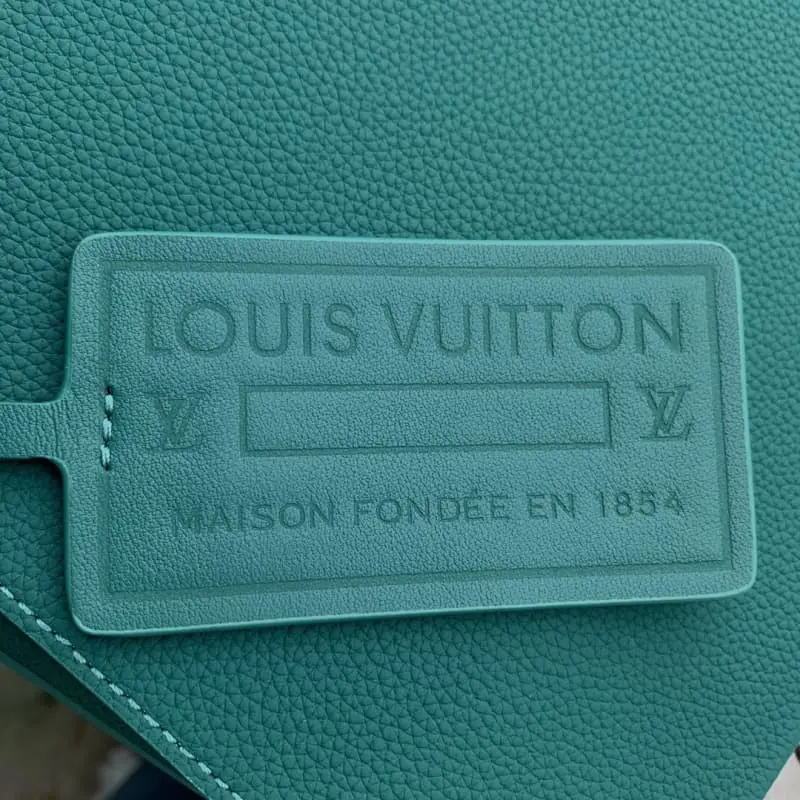 LOUIS VUITTON
LV LV
MAISON FONDÉE EN 1854